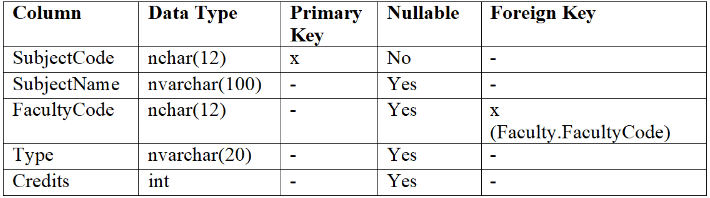 Column Data Type Primary Key Nullable Foreign Key
SubjectCode nchar(12) x No -
SubjectName nvarchar(100) - Yes -
FacultyCode nchar(12) - Yes x (Faculty.FacultyCode)
Type nvarchar(20) - Yes -
Credits int - Yes -